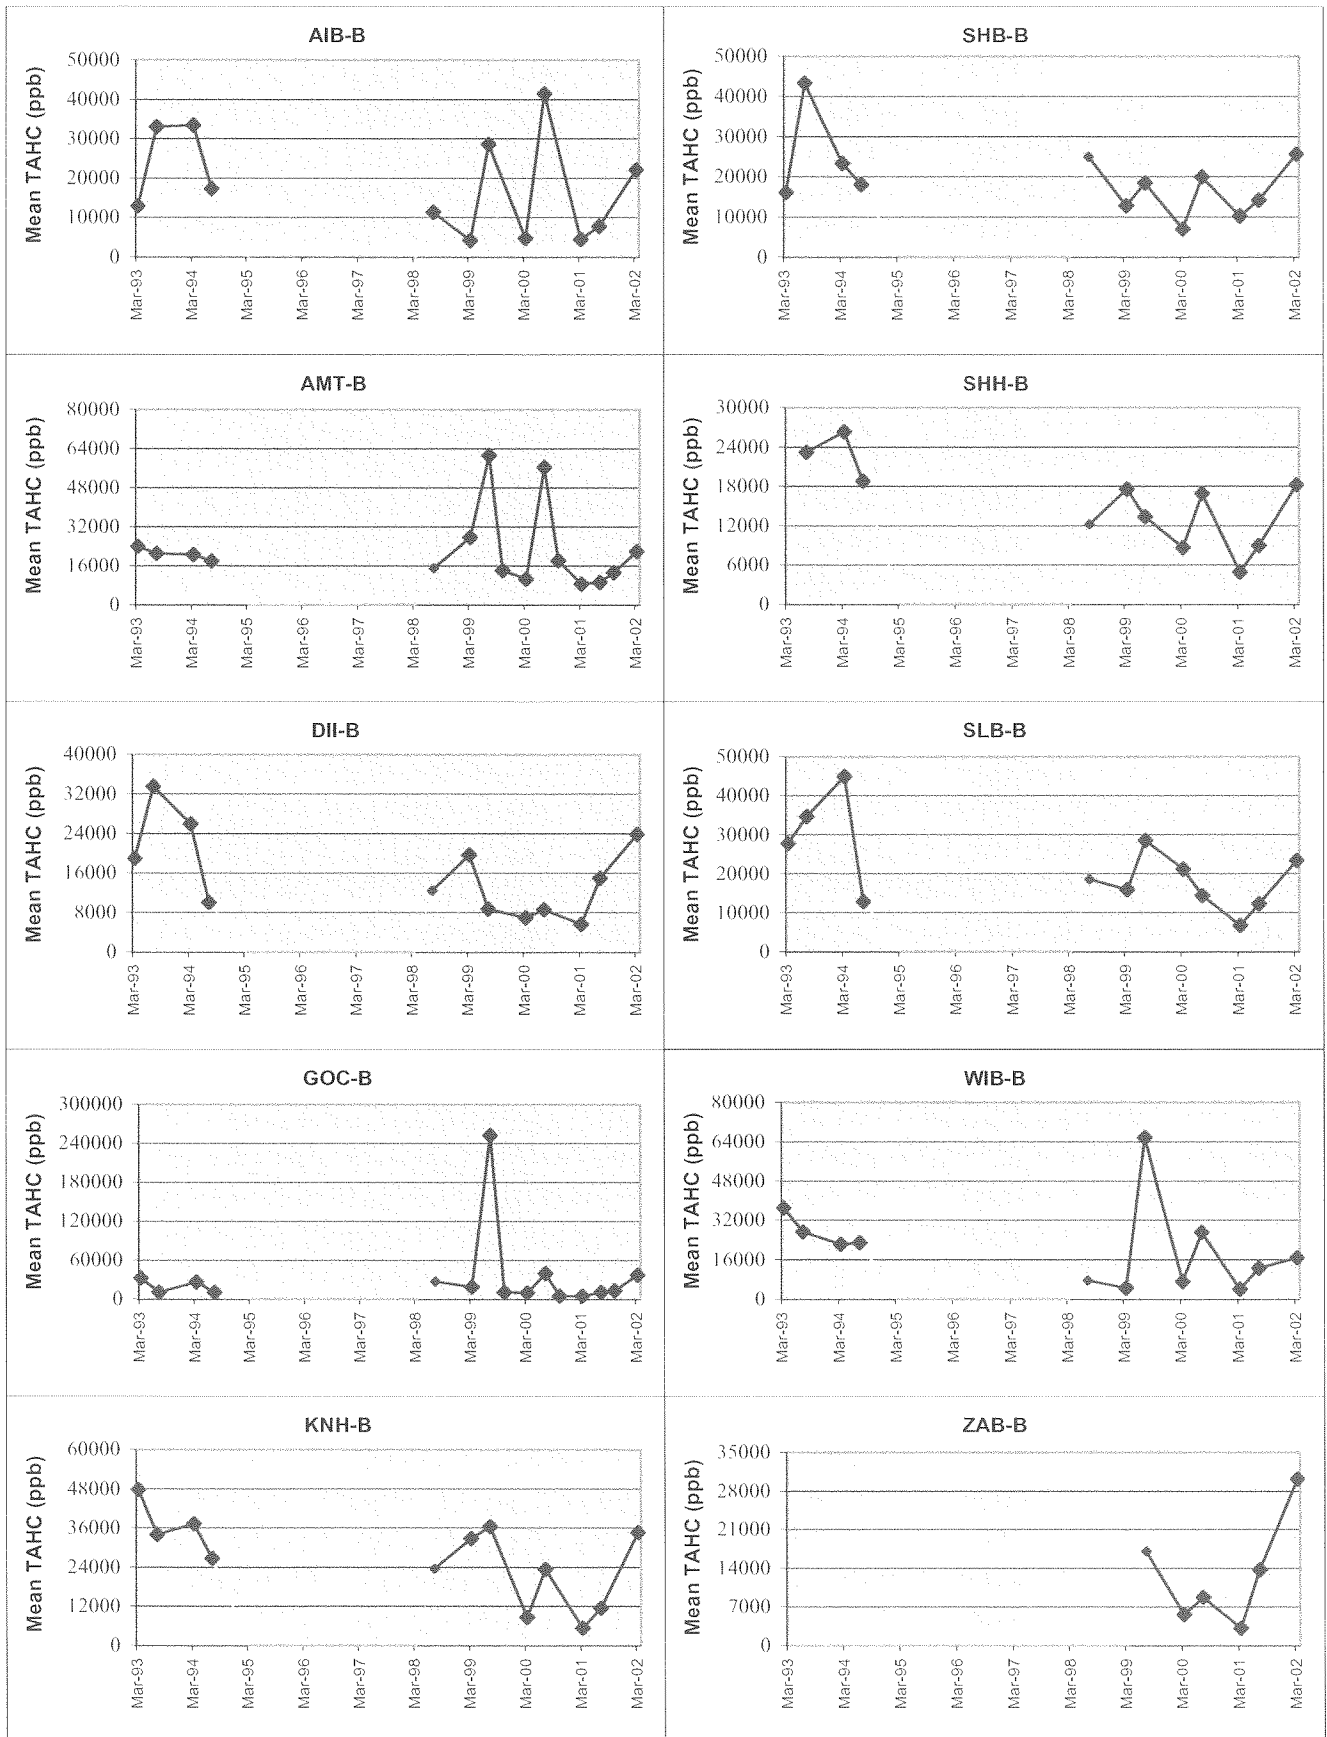 AIB-B
Mean TAHC (ppb)
50000
40000
30000
20000
10000
0
Mar-93
Mar-94
Mar-95
Mar-96
Mar-97
Mar-98
Mar-99
Mar-00
Mar-01
Mar-02
SHB-B
Mean TAHC (ppb)
50000
40000
30000
20000
10000
0
Mar-93
Mar-94
Mar-95
Mar-96
Mar-97
Mar-98
Mar-99
Mar-00
Mar-01
Mar-02
AMT-B
Mean TAHC (ppb)
80000
64000
48000
32000
16000
0
Mar-93
Mar-94
Mar-95
Mar-96
Mar-97
Mar-98
Mar-99
Mar-00
Mar-01
Mar-02
SHH-B
Mean TAHC (ppb)
30000
24000
18000
12000
6000
0
Mar-93
Mar-94
Mar-95
Mar-96
Mar-97
Mar-98
Mar-99
Mar-00
Mar-01
Mar-02
DII-B
Mean TAHC (ppb)
40000
32000
24000
16000
8000
0
Mar-93
Mar-94
Mar-95
Mar-96
Mar-97
Mar-98
Mar-99
Mar-00
Mar-01
Mar-02
SLB-B
Mean TAHC (ppb)
50000
40000
30000
20000
10000
0
Mar-93
Mar-94
Mar-95
Mar-96
Mar-97
Mar-98
Mar-99
Mar-00
Mar-01
Mar-02
GOC-B
Mean TAHC (ppb)
300000
240000
180000
120000
60000
0
Mar-93
Mar-94
Mar-95
Mar-96
Mar-97
Mar-98
Mar-99
Mar-00
Mar-01
Mar-02
WIB-B
Mean TAHC (ppb)
80000
64000
48000
32000
16000
0
Mar-93
Mar-94
Mar-95
Mar-96
Mar-97
Mar-98
Mar-99
Mar-00
Mar-01
Mar-02
KNH-B
Mean TAHC (ppb)
60000
48000
36000
24000
12000
0
Mar-93
Mar-94
Mar-95
Mar-96
Mar-97
Mar-98
Mar-99
Mar-00
Mar-01
Mar-02
ZAB-B
Mean TAHC (ppb)
35000
28000
21000
14000
7000
0
Mar-93
Mar-94
Mar-95
Mar-96
Mar-97
Mar-98
Mar-99
Mar-00
Mar-01
Mar-02